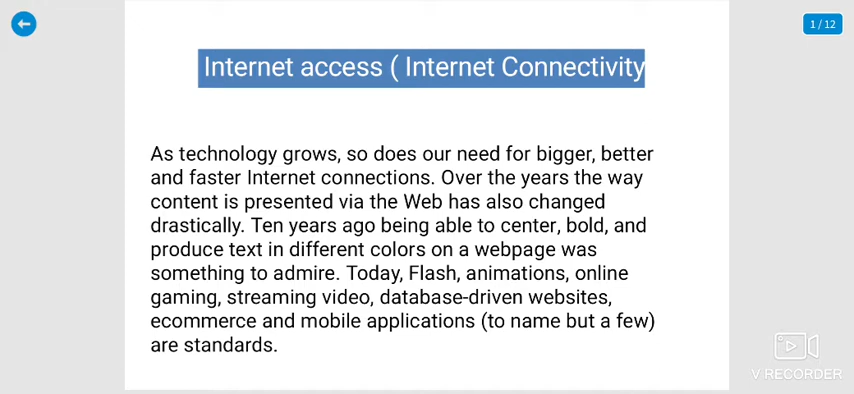 1 / 12
Internet access ( Internet Connectivity
As technology grows, so does our need for bigger, better
and faster Internet connections. Over the years the way
content is presented via the Web has also changed
drastically. Ten years ago being able to center, bold, and
produce text in different colors on a webpage was
something to admire. Today, Flash, animations, online
gaming, streaming video, database-driven websites,
ecommerce and mobile applications (to name but a few)
are standards.
V RECORDER